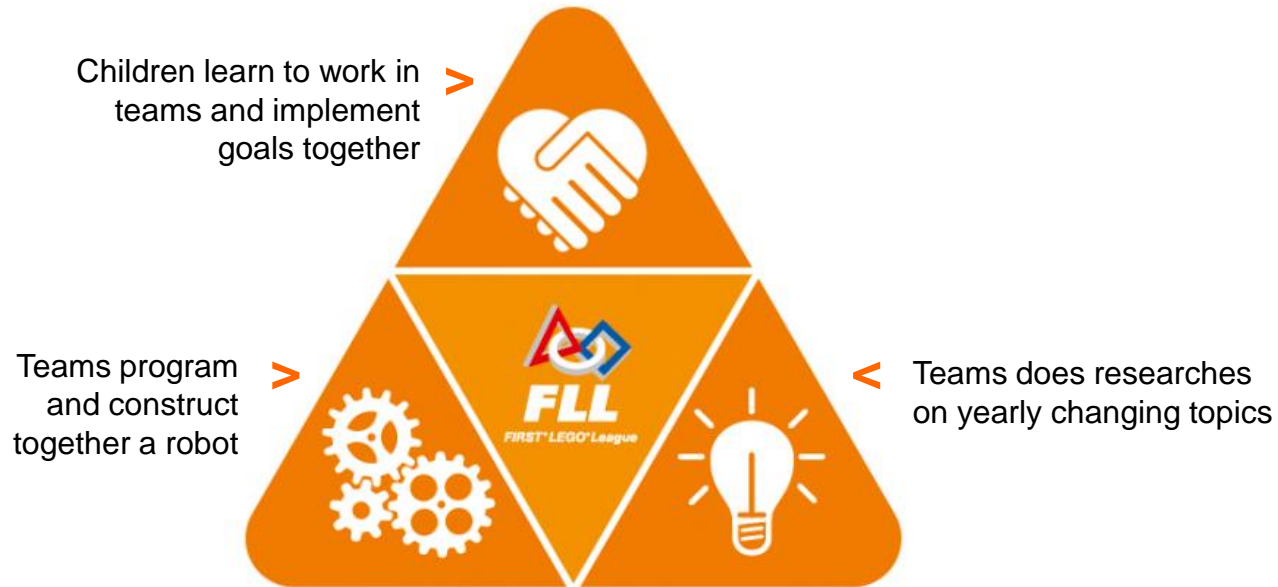 Children learn to work in
teams and implement
goals together
>
Teams program
and construct
together a robot
>
FLL
FIRST® LEGO® League
<
Teams does researches
on yearly changing topics